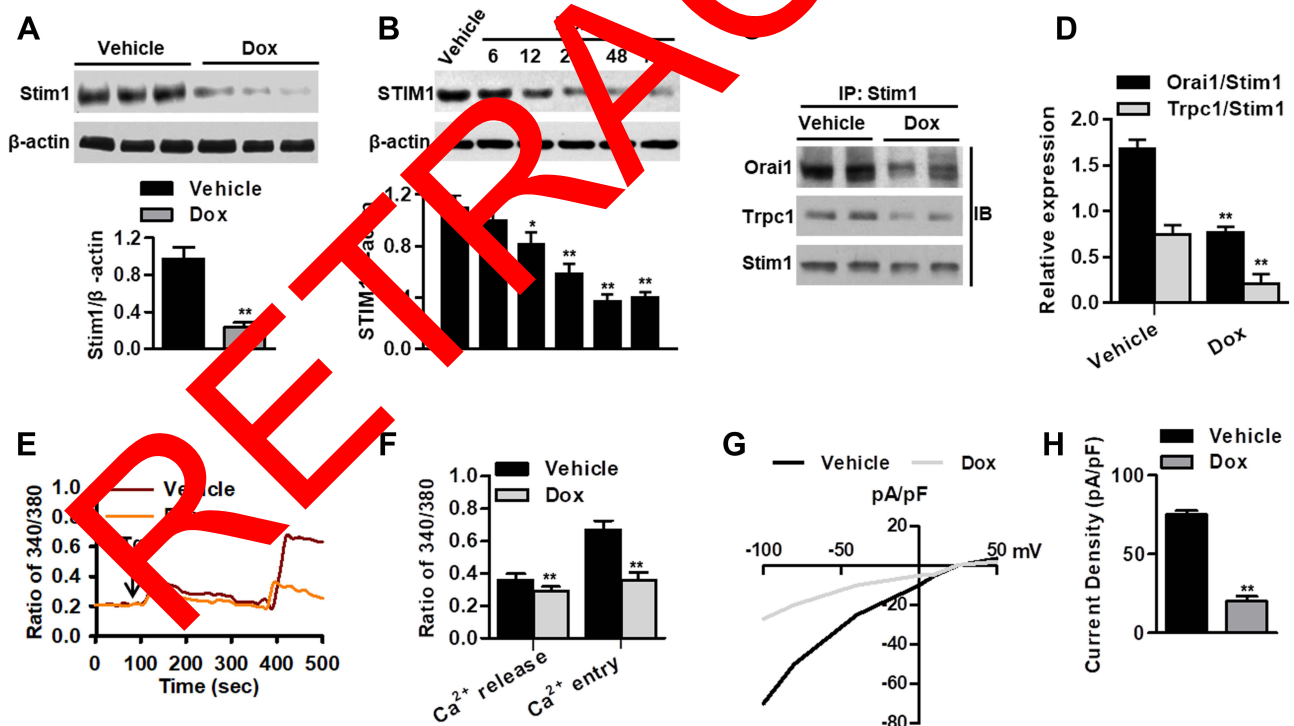 A
Vehicle Dox
Stim1
β-actin
Vehicle
Dox
Stim1/β -actin
1.2
0.8
0.4
0.0
**
B
Vehicle
6 12 48
STIM1
β-actin
1.2
0.8
0.0
* ** ** **
IP: Stim1
Vehicle Dox
Orai1
Trpc1
Stim1
IB
D
Orai1/Stim1
Trpc1/Stim1
Relative expression
2.0
1.5
1.0
0.5
0.0
**
**
Vehicle Dox
E
Ratio of 340/380
1.0
0.8
0.6
0.4
0.2
0.0
Vehicle
0 100 200 300 400 500
Time (sec)
F
Vehicle
Dox
Ratio of 340/380
1.0
0.8
0.6
0.4
0.2
0.0
** **
Ca²⁺ release Ca²⁺ entry
G
Vehicle Dox
pA/pF
20
-100 -50 50 mV
-20
-40
-60
-80
H
Vehicle
Dox
Current Density (pA/pF)
100
50
0
**
RETRAC